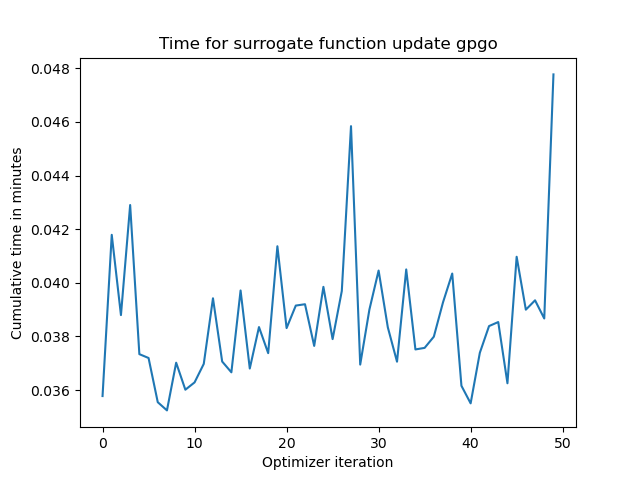 Time for surrogate function update gpgo
0.048
0.046
0.044
0.042
0.040
0.038
0.036
Cumulative time in minutes
0 10 20 30 40 50
Optimizer iteration